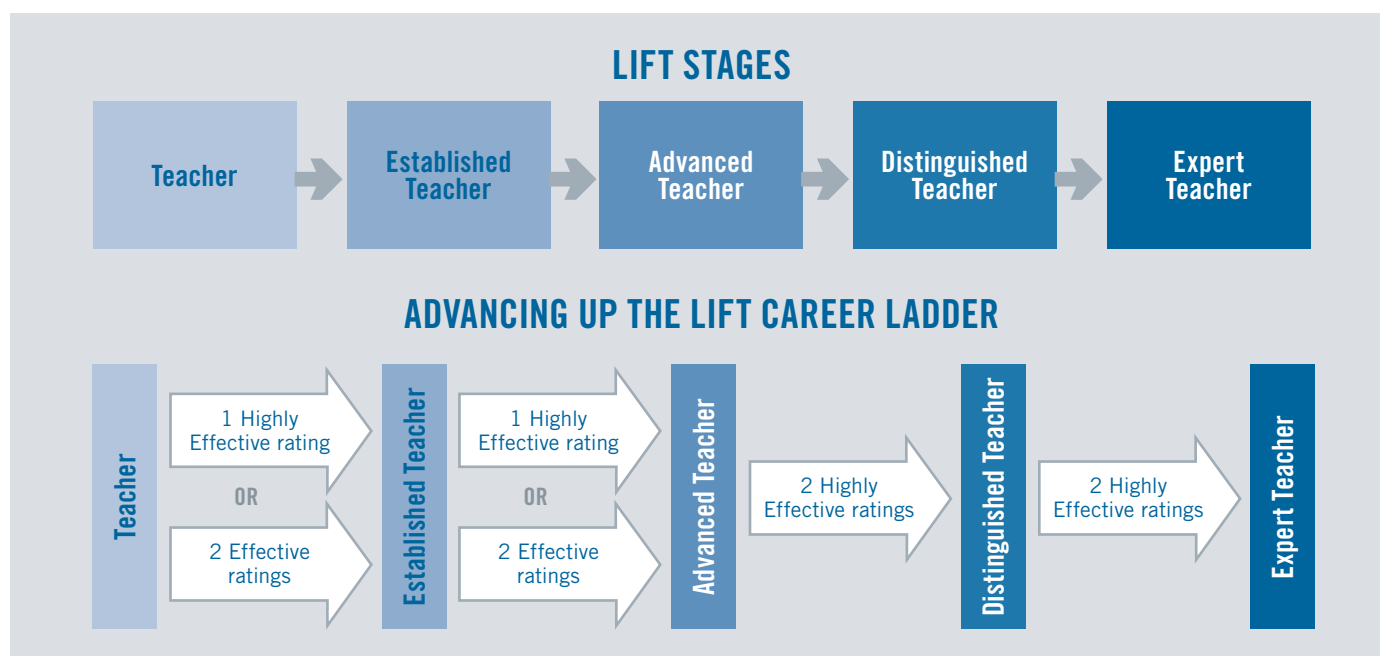 LIFT STAGES
Teacher
Established
Teacher
Advanced
Teacher
Distinguished
Teacher
Expert
Teacher
ADVANCING UP THE LIFT CAREER LADDER
Teacher
1 Highly
Effective rating
OR
2 Effective
ratings
Established Teacher
1 Highly
Effective rating
OR
2 Effective
ratings
Advanced Teacher
2 Highly
Effective ratings
Distinguished Teacher
2 Highly
Effective ratings
Expert Teacher